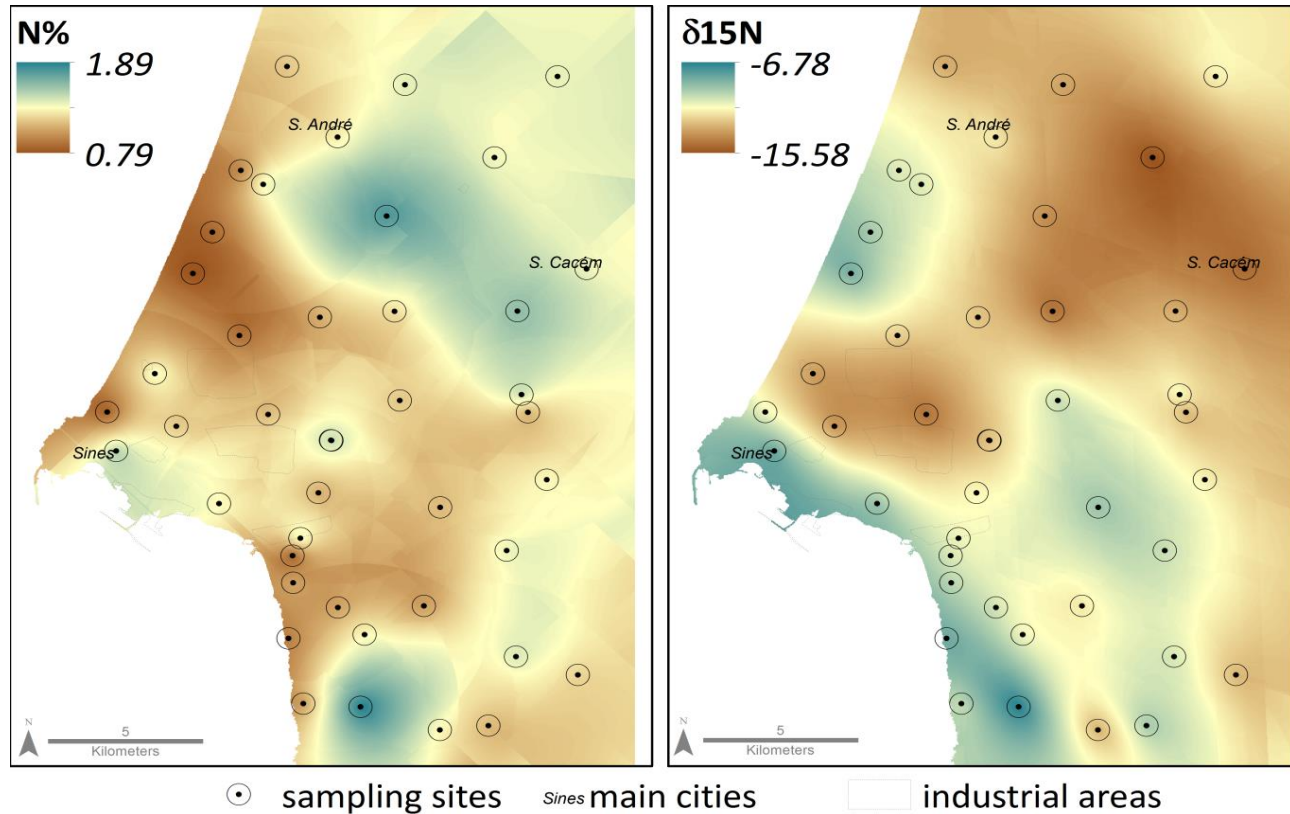 N%
1.89
0.79
S. André
S. Cacém
Sines
N
5
Kilometers
δ15N
-6.78
-15.58
S. André
S. Cacém
Sines
N
5
Kilometers
sampling sites Sines main cities industrial areas